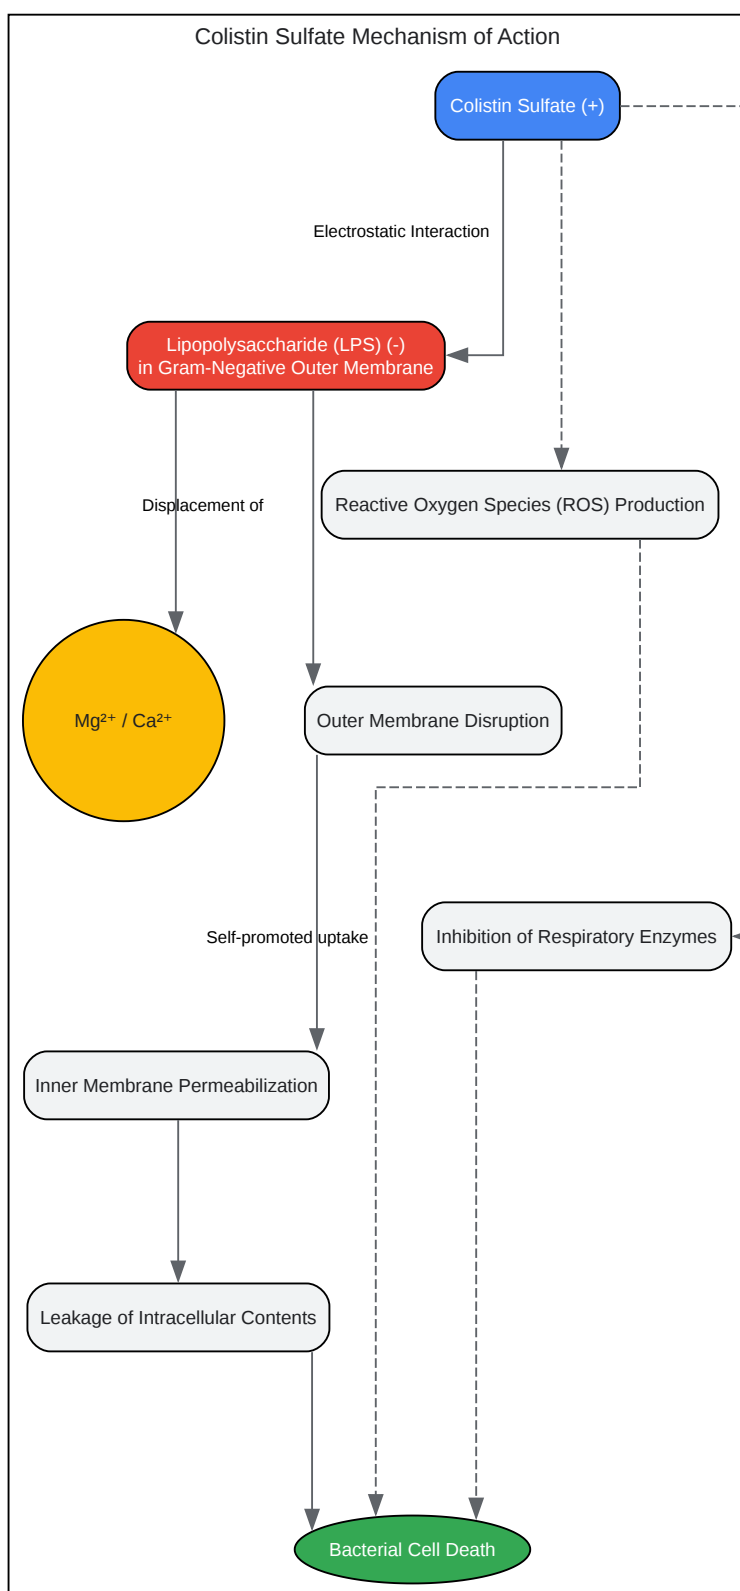 Colistin Sulfate Mechanism of Action
Colistin Sulfate (+)
Electrostatic Interaction
Lipopolysaccharide (LPS) (-)
in Gram-Negative Outer Membrane
Displacement of
Reactive Oxygen Species (ROS) Production
Mg²⁺ / Ca²⁺
Outer Membrane Disruption
Self-promoted uptake
Inhibition of Respiratory Enzymes
Inner Membrane Permeabilization
Leakage of Intracellular Contents
Bacterial Cell Death